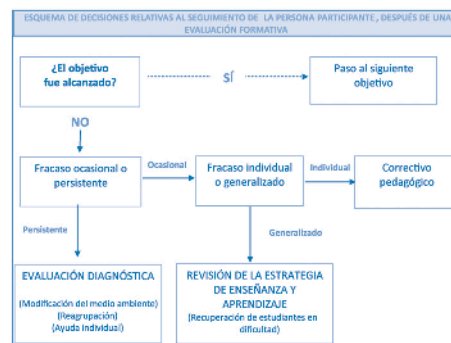 ESQUEMA DE DECISIONES RELATIVAS AL SEGUIMIENTO DE LA PERSONA PARTICIPANTE, DESPUÉS DE UNA
EVALUACIÓN FORMATIVA
¿El objetivo
fue alcanzado?
SÍ
Paso al siguiente
objetivo
NO
Fracaso ocasional o
persistente
Ocasional
Fracaso individual
o generalizado
Individual
Correctivo
pedagógico
Persistente
Generalizado
EVALUACIÓN DIAGNÓSTICA
(Modificación del medio ambiente)
(Reagrupación)
(Ayuda individual)
REVISIÓN DE LA ESTRATEGIA
DE ENSEÑANZA Y
APRENDIZAJE
(Recuperación de estudiantes en
dificultad)